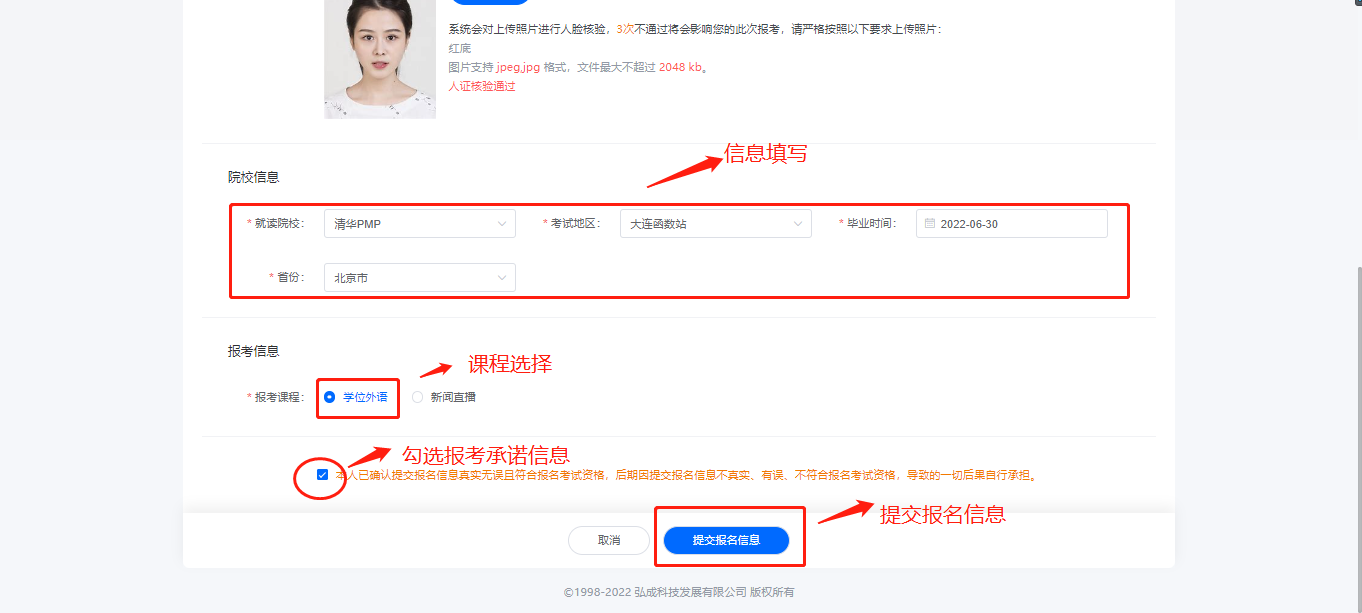 系统会对上传照片进行人脸核验，3次不通过将会影响您的此次报考，请严格按照以下要求上传照片：
红底
图片支持 jpeg,jpg 格式，文件最大不超过 2048 kb。
人证核验通过
信息填写
院校信息
* 就读院校： 清华PMP * 考试地区： 大连函数站 * 毕业时间： 2022-06-30
* 省份： 北京市
报考信息
课程选择
* 报考课程： 学位外语 新闻直播
勾选报考承诺信息
本人已确认提交报名信息真实无误且符合报名考试资格，后期因提交报名信息不真实、有误、不符合报名考试资格，导致的一切后果自行承担。
提交报名信息
取消 提交报名信息
©1998-2022 弘成科技发展有限公司 版权所有